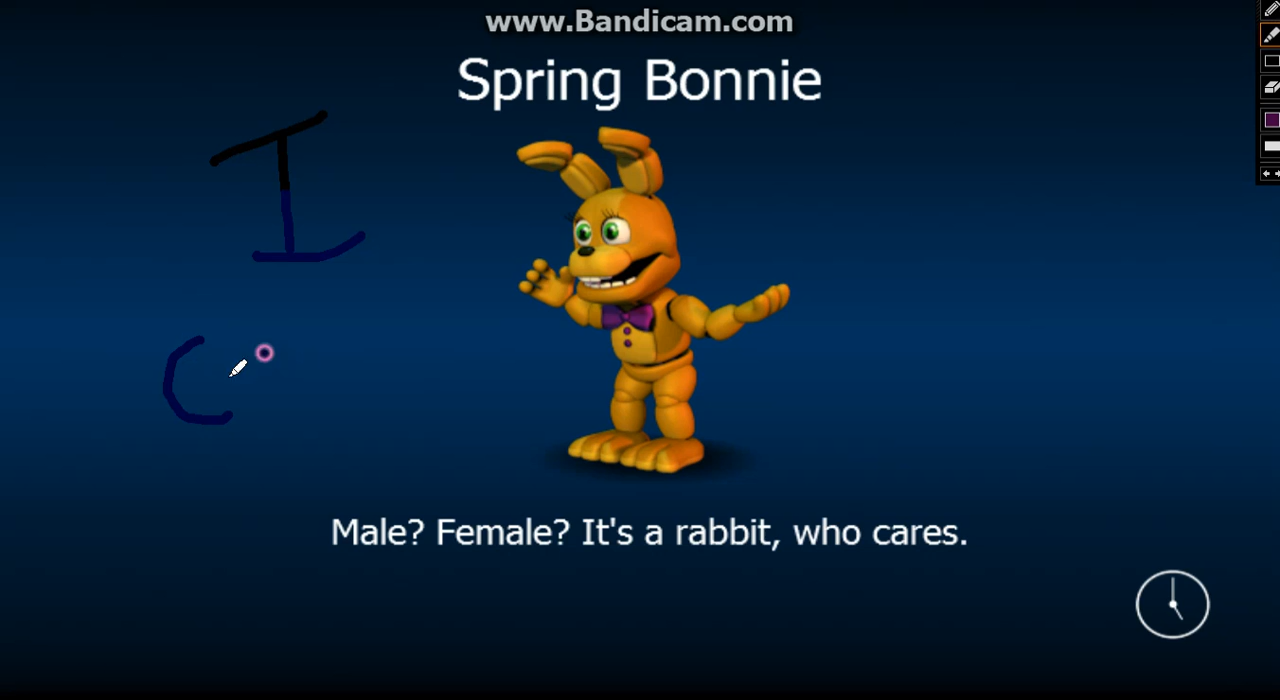 www.Bandicam.com
Spring Bonnie
I
C
Male? Female? It's a rabbit, who cares.